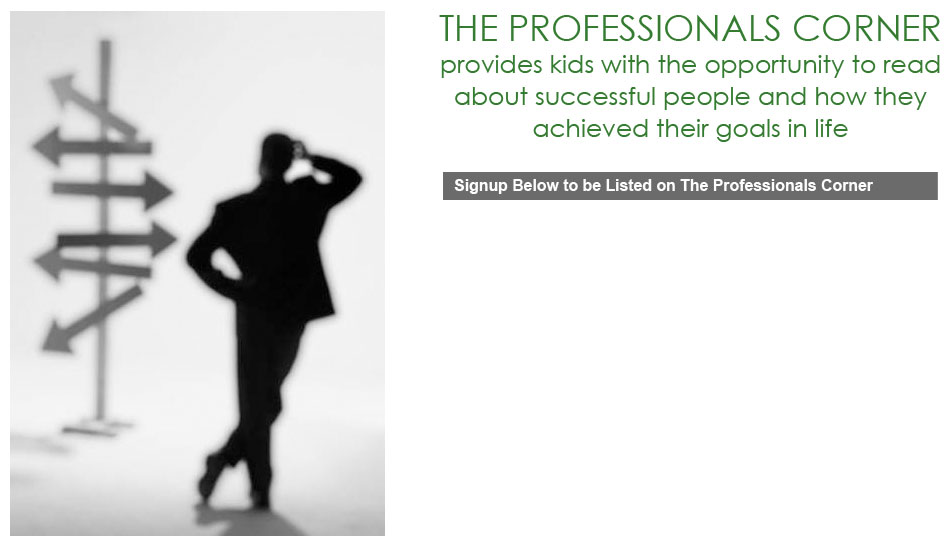 THE PROFESSIONALS CORNER
provides kids with the opportunity to read
about successful people and how they
achieved their goals in life
Signup Below to be Listed on The Professionals Corner